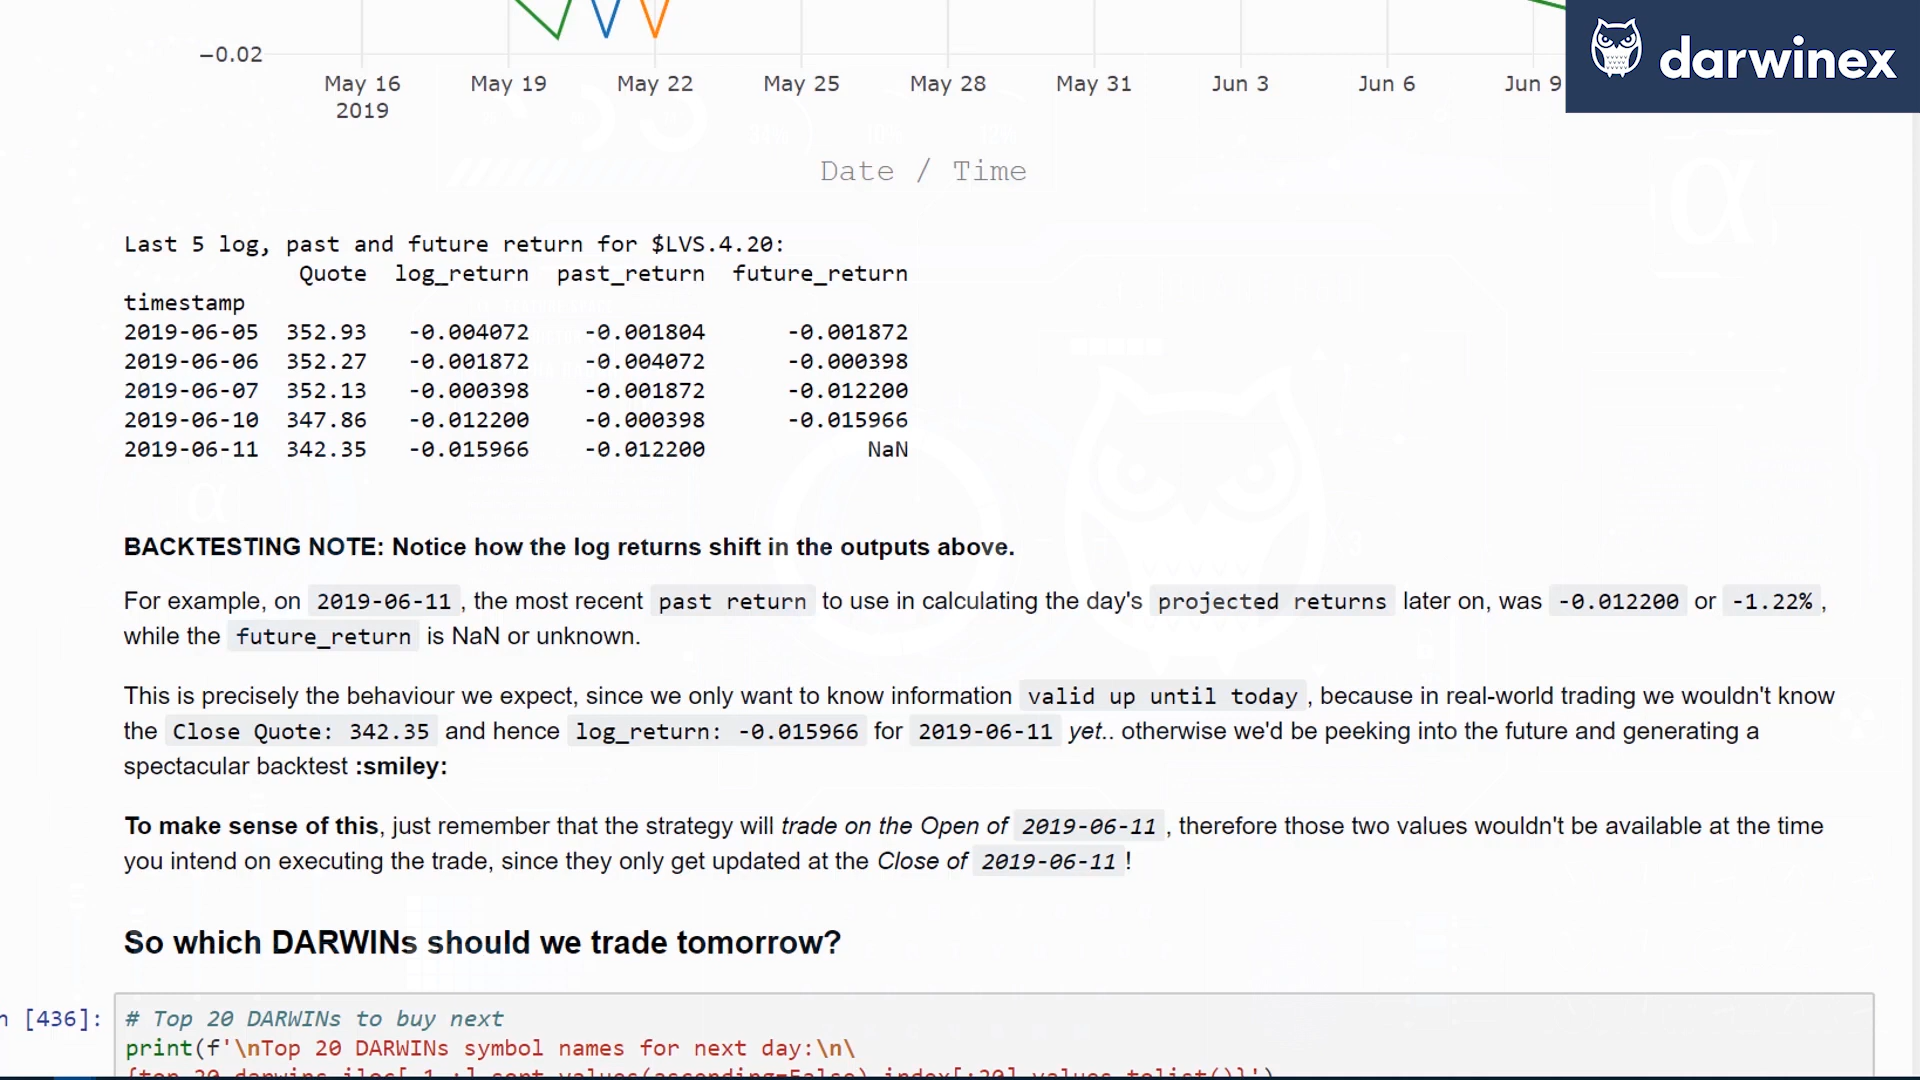 darwinex
−0.02
May 16 May 19 May 22 May 25 May 28 May 31 Jun 3 Jun 6 Jun 9
2019
Date / Time
Last 5 log, past and future return for $LVS.4.20:
Quote log_return past_return future_return
timestamp
2019-06-05 352.93 -0.004072 -0.001804 -0.001872
2019-06-06 352.27 -0.001872 -0.004072 -0.000398
2019-06-07 352.13 -0.000398 -0.001872 -0.012200
2019-06-10 347.86 -0.012200 -0.000398 -0.015966
2019-06-11 342.35 -0.015966 -0.012200 NaN
BACKTESTING NOTE: Notice how the log returns shift in the outputs above.
For example, on 2019-06-11 , the most recent past return to use in calculating the day's projected returns later on, was -0.012200 or -1.22% ,
while the future_return is NaN or unknown.
This is precisely the behaviour we expect, since we only want to know information valid up until today , because in real-world trading we wouldn't know
the Close Quote: 342.35 and hence log_return: -0.015966 for 2019-06-11 yet.. otherwise we'd be peeking into the future and generating a
spectacular backtest :smiley:
To make sense of this, just remember that the strategy will trade on the Open of 2019-06-11 , therefore those two values wouldn't be available at the time
you intend on executing the trade, since they only get updated at the Close of 2019-06-11 !
So which DARWINs should we trade tomorrow?
n [436]: # Top 20 DARWINs to buy next
print(f'\nTop 20 DARWINs symbol names for next day:\n\